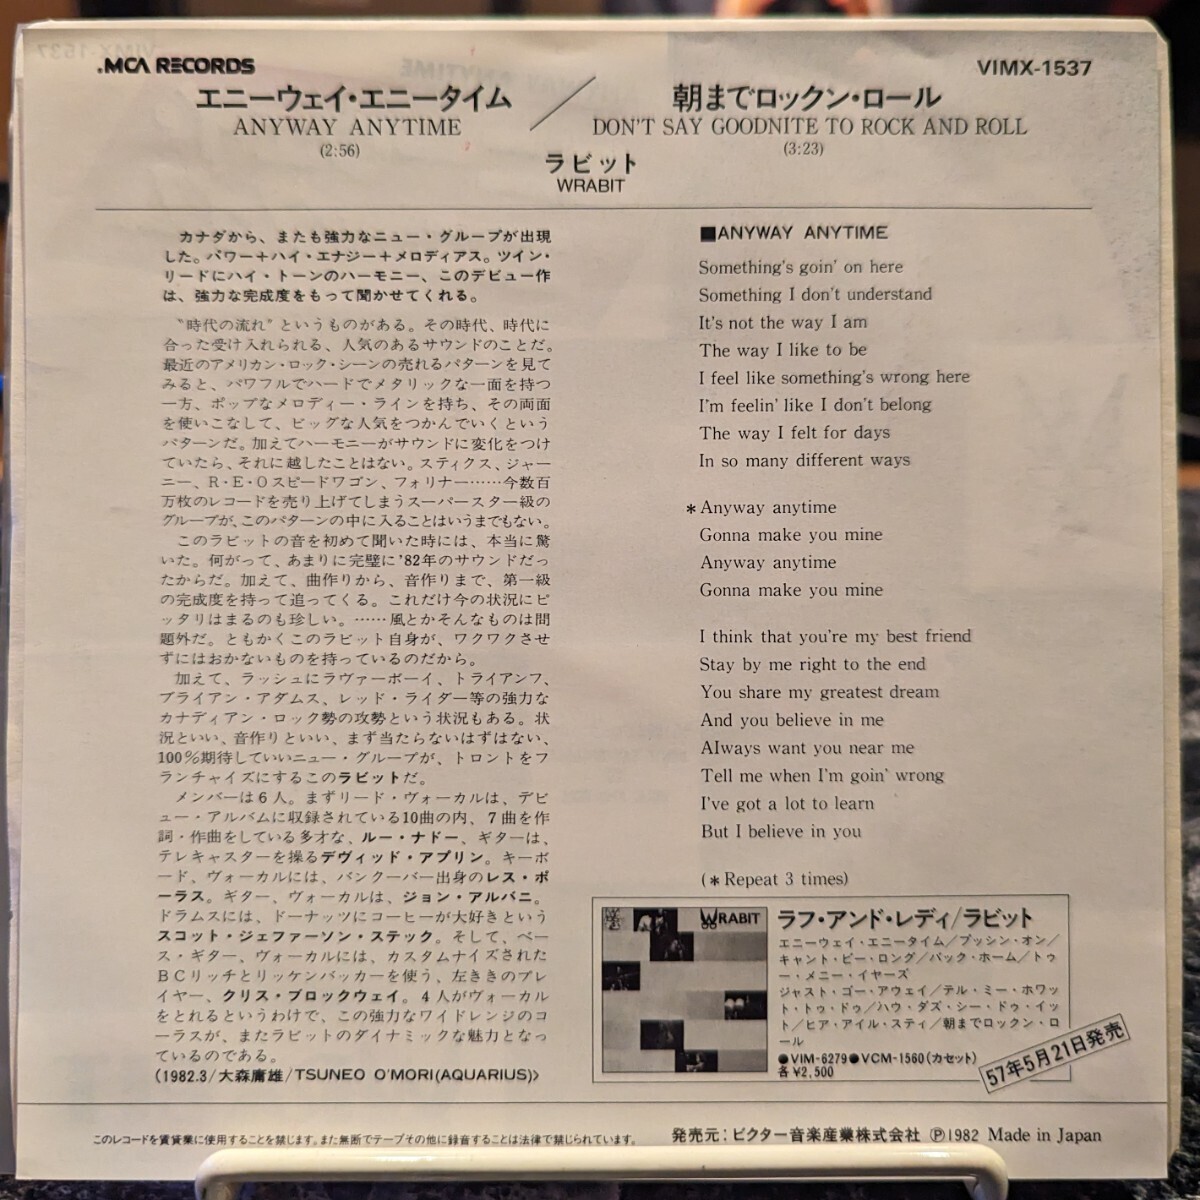 .MCA RECORDS
VIMX-1537
エニーウェイ・エニータイム／朝までロックン・ロール
ANYWAY ANYTIME
DON'T SAY GOODNITE TO ROCK AND ROLL
(2:56)
(3:23)
ラビット
WRABIT
カナダから、またも強力なニュー・グループが出現
した。パワー＋ハイ・エナジー＋メロディアス。ツイン・
リードにハイ・トーンのハーモニー、このデビュー作
は、強力な完成度をもって聞かせてくれる。
“時代の流れ”というものがある。その時代、時代に
合った受け入れられる、人気のあるサウンドのことだ。
最近のアメリカン・ロック・シーンの売れるパターンを見て
みると、パワフルでハードでメタリックな一面を持つ
一方、ポップなメロディー・ラインを持ち、その両面
を使いこなして、ビッグな人気をつかんでいくという
パターンだ。加えてハーモニーがサウンドに変化をつけ
ていたら、それに越したことはない。スティクス、ジャー
ニー、R・E・Oスピードワゴン、フォリナー……今数百
万枚のレコードを売り上げてしまうスーパースター級の
グループが、このパターンの中に入ることはいうまでもない。
このラビットの音を初めて聞いた時には、本当に驚
いた。何がって、あまりに完璧に'82年のサウンドだっ
たからだ。加えて、曲作りから、音作りまで、第一級
の完成度を持って追ってくる。これだけ今の状況にピ
ッタリはまるのも珍しい。……風とかそんなものは問
題外だ。ともかくこのラビット自身が、ワクワクさせ
ずにはおかないものを持っているのだから。
加えて、ラッシュにラヴァーボーイ、トライアンフ、
ブライアン・アダムス、レッド・ライダー等の強力な
カナディアン・ロック勢の攻勢という状況もある。状
況といい、音作りといい、まず当たらないはずはない、
100％期待していいニュー・グループが、トロントをフ
ランチャイズにするこのラビットだ。
メンバーは6人。まずリード・ヴォーカルは、デビ
ュー・アルバムに収録されている10曲の内、7曲を作
詞・作曲をしている多才な、ルー・ナドー、ギターは、
テレキャスターを操るデヴィッド・アプリン。キーボ
ード、ヴォーカルには、バンクーバー出身のレス・ポ
ーラス。ギター、ヴォーカルは、ジョン・アルバニ。
ドラムスには、ドーナッツにコーヒーが大好きという
スコット・ジェファーソン・ステック。そして、ベー
ス・ギター、ヴォーカルには、カスタムナイズされた
BCリッチとリッケンバッカーを使う、左ききのプレ
イヤー、クリス・ブロックウェイ。4人がヴォーカル
をとれるというわけで、この強力なワイドレンジのコ
ーラスが、またラビットのダイナミックな魅力となっ
ているのである。
(1982.3/大森庸雄/TSUNEO O'MORI(AQUARIUS)〉
■ANYWAY ANYTIME
Something's goin' on here
Something I don't understand
It's not the way I am
The way I like to be
I feel like something's wrong here
I'm feelin' like I don't belong
The way I felt for days
In so many different ways
＊Anyway anytime
Gonna make you mine
Anyway anytime
Gonna make you mine
I think that you're my best friend
Stay by me right to the end
You share my greatest dream
And you believe in me
AIways want you near me
Tell me when I'm goin' wrong
I've got a lot to learn
But I believe in you
(＊Repeat 3 times)
WRABIT
ラフ・アンド・レディ/ラビット
エニーウェイ・エニータイム／プッシン・オン／
キャント・ビー・ロング／バック・ホーム／トゥ
ー・メニー・イヤーズ
ジャスト・ゴー・アウェイ／テル・ミー・ホワッ
ト・トゥ・ドゥ／ハウ・ダズ・シー・ドゥ・イッ
ト／ヒア・アイル・スティ／朝までロックン・ロ
ール
●VIM-6279●VCM-1560(カセット)
各¥2,500
57年5月21日発売
このレコードを賃貸業に使用することを禁じます。また無断でテープその他に録音することは法律で禁じられています。
発売元：ビクター音楽産業株式会社 Ⓟ1982 Made in Japan